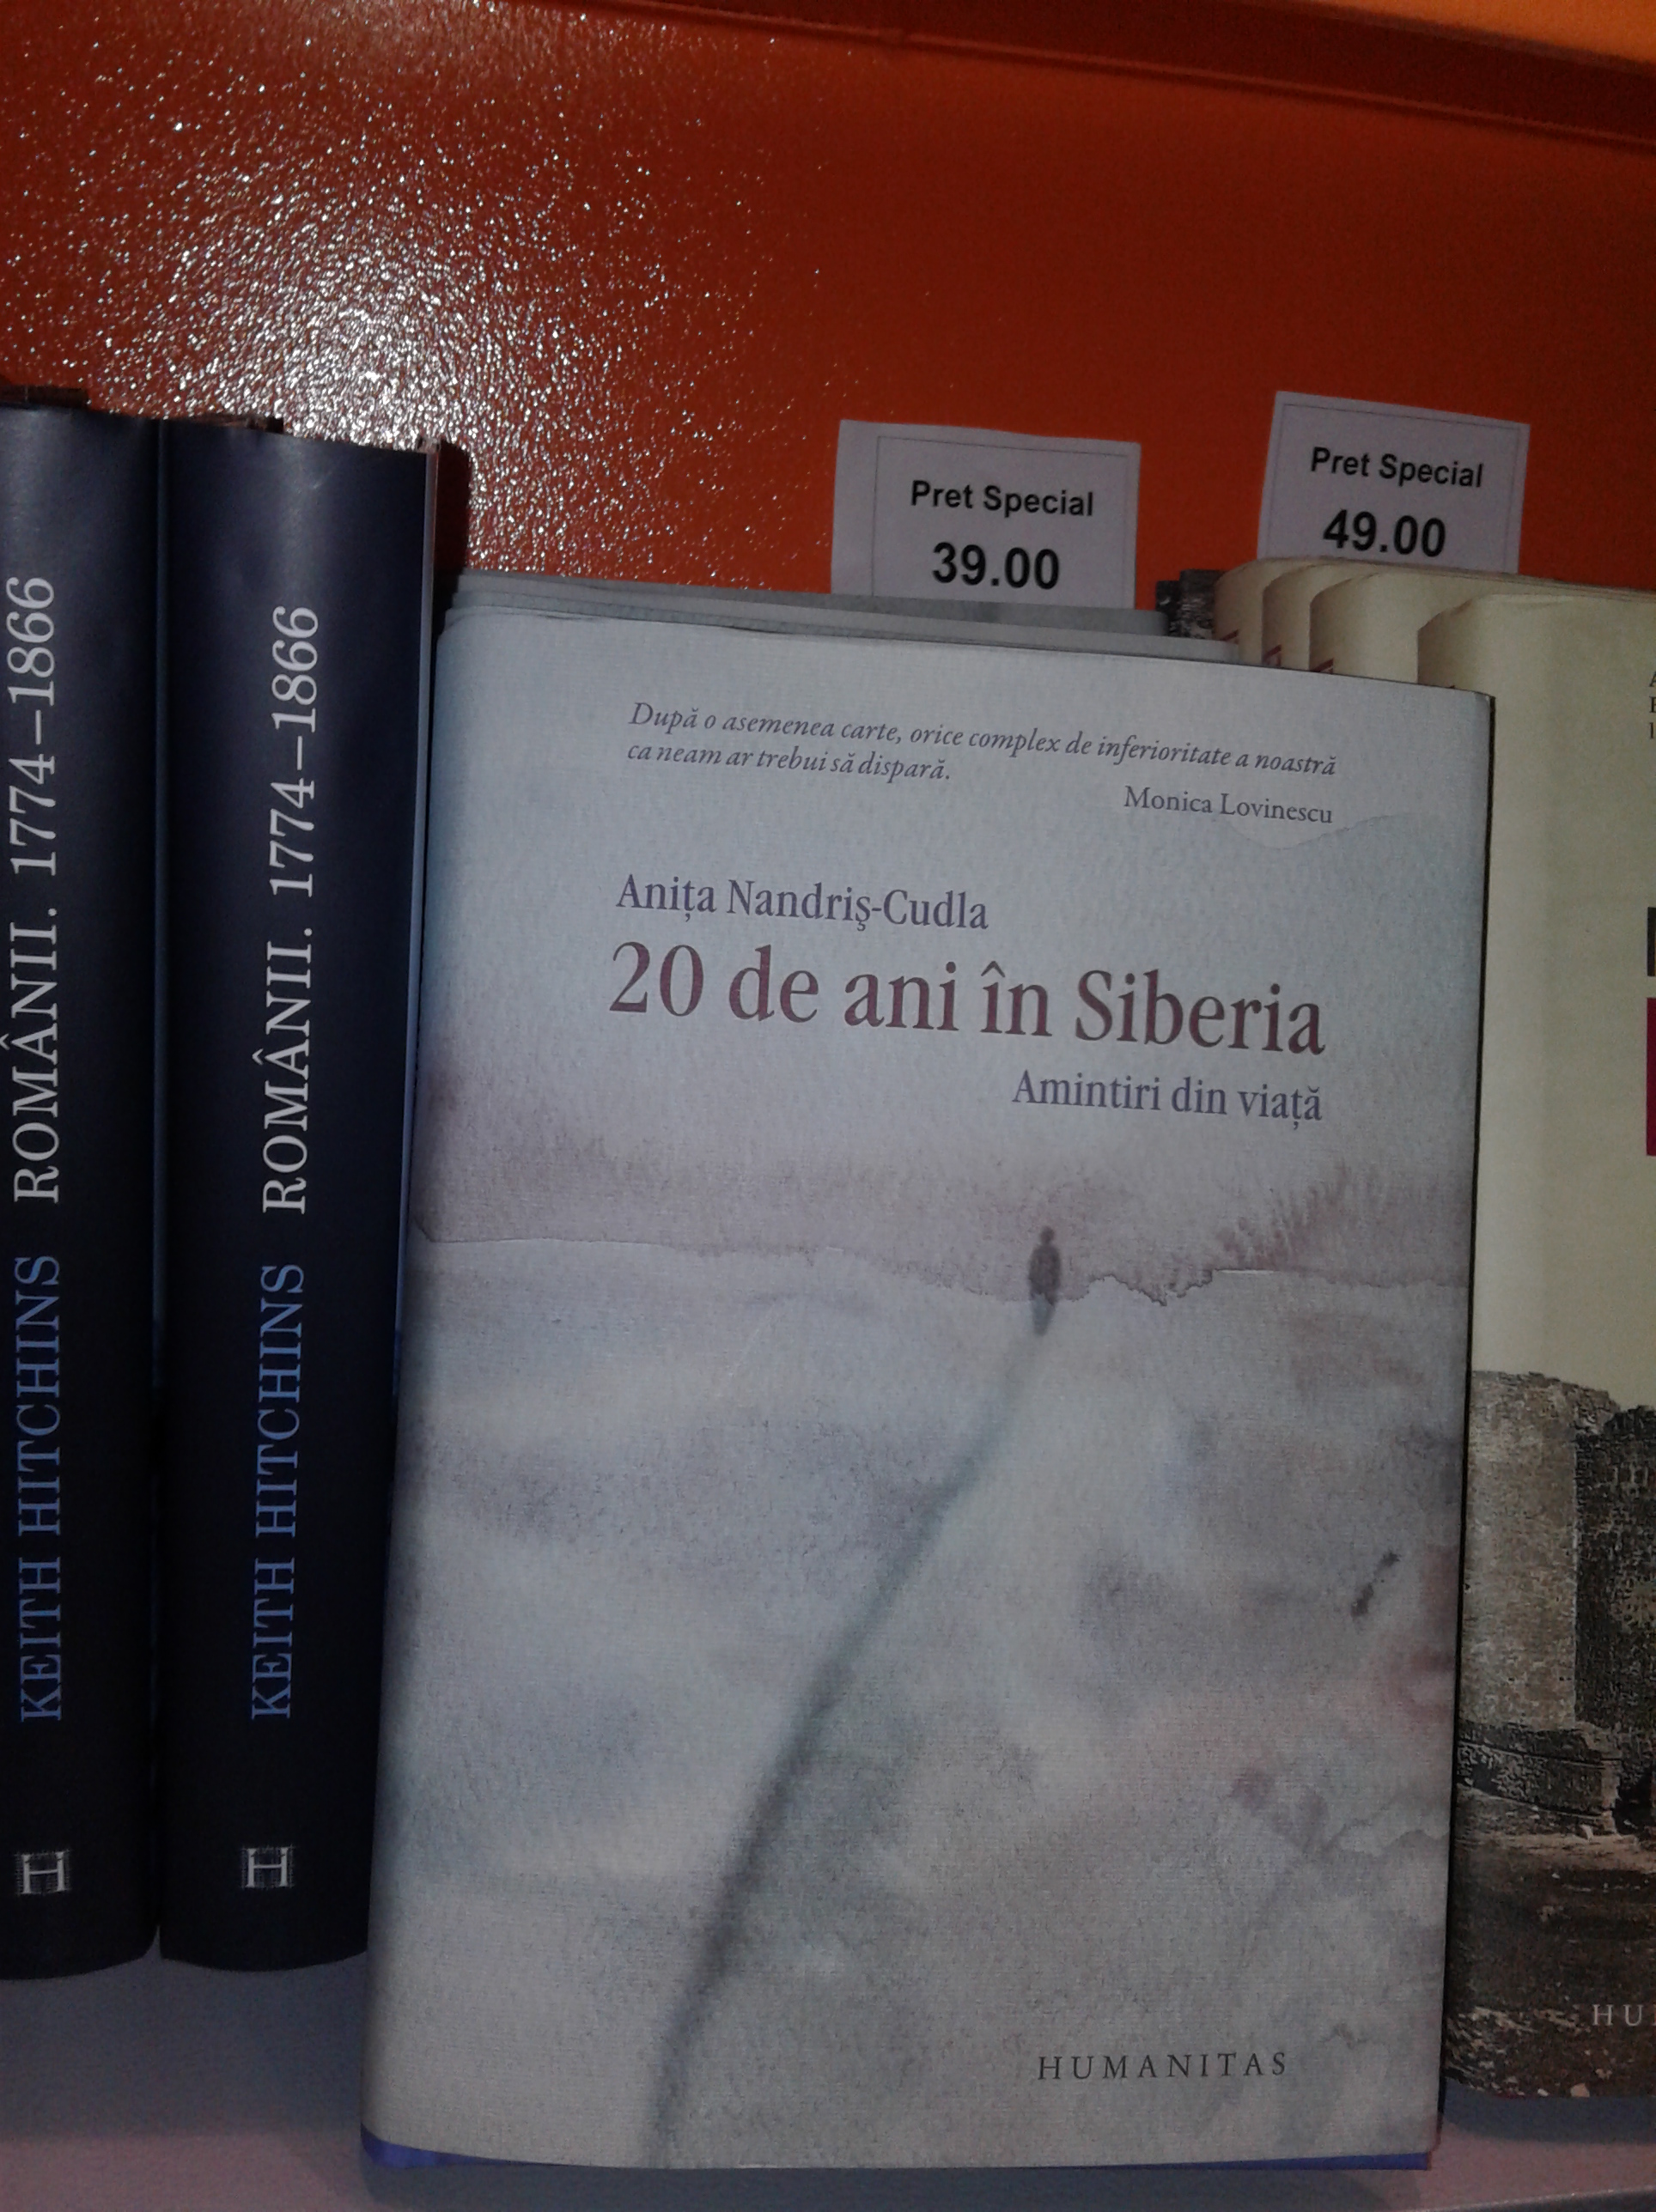 KEITH HITCHINS ROMÂNII. 1774–1866
H
KEITH HITCHINS ROMÂNII. 1774–1866
H
Pret Special
39.00
Pret Special
49.00
După o asemenea carte, orice complex de inferioritate a noastră
ca neam ar trebui să dispară.
Monica Lovinescu
Anița Nandriș-Cudla
20 de ani în Siberia
Amintiri din viață
HUMANITAS
HU